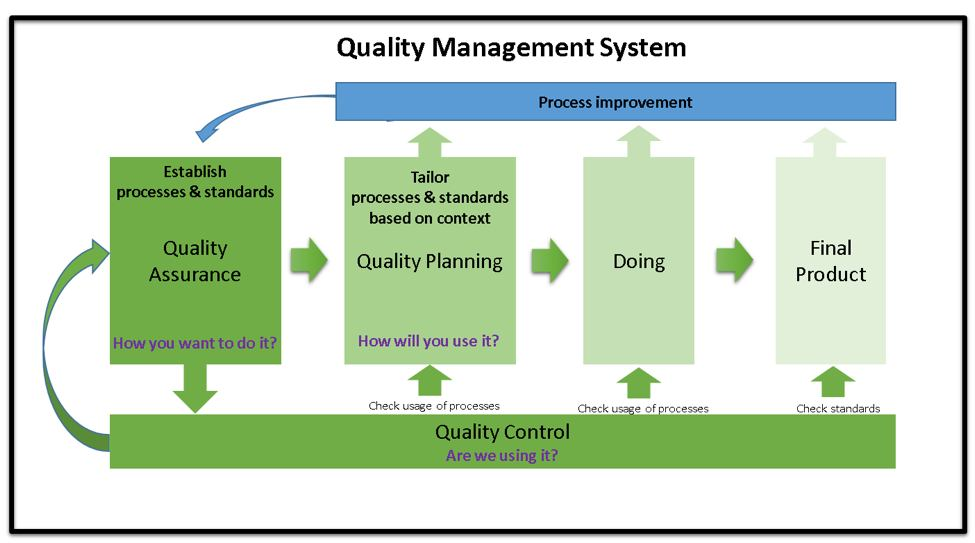 Quality Management System
Process improvement
Establish
processes & standards
Quality
Assurance
How you want to do it?
Tailor
processes & standards
based on context
Quality Planning
How will you use it?
Doing
Final
Product
Check usage of processes
Check usage of processes
Check standards
Quality Control
Are we using it?